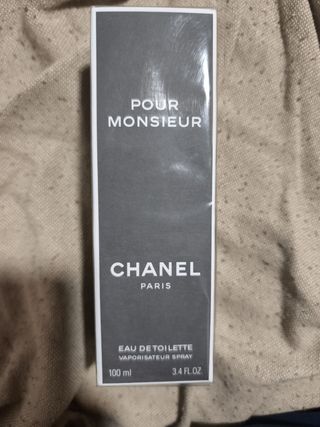 POUR
MONSIEUR
CHANEL
PARIS
EAU DE TOILETTE
VAPORISATEUR SPRAY
100 ml 3.4 FL.OZ